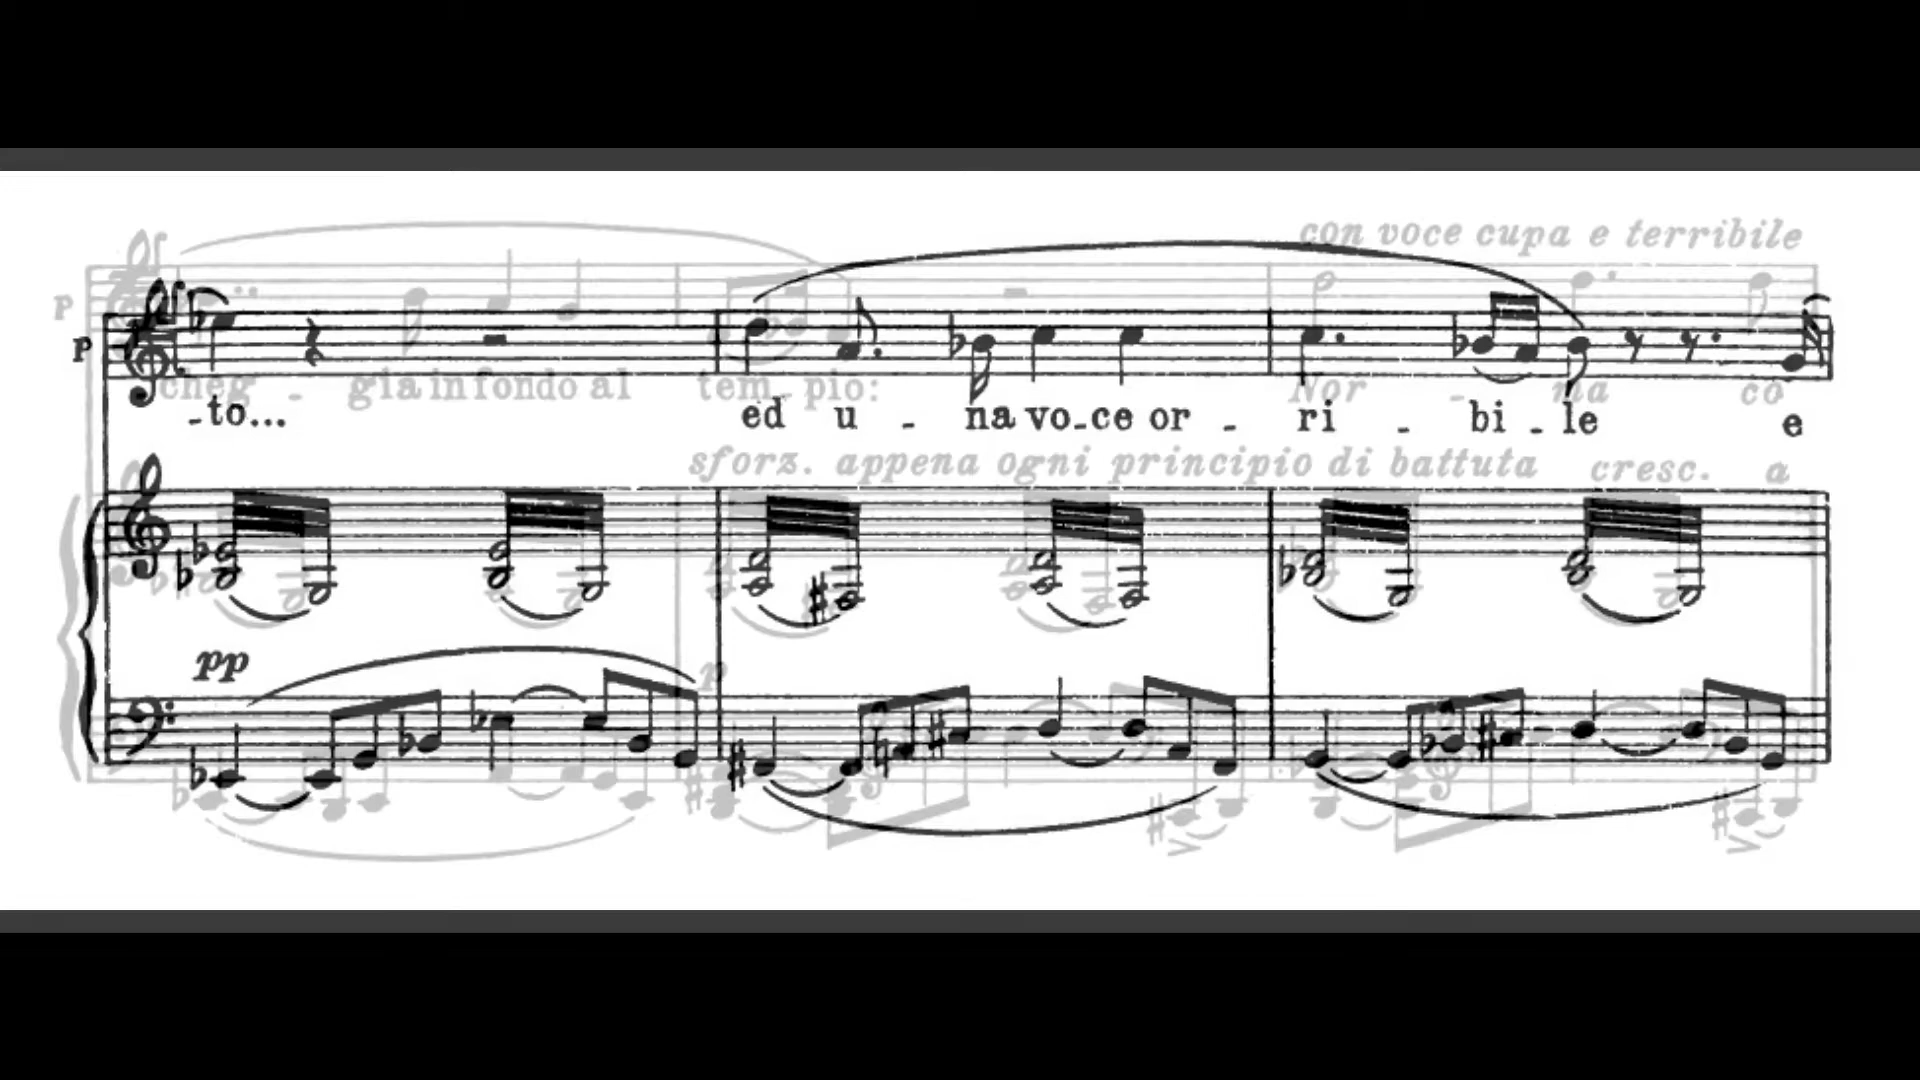 con voce cupa e terribile
P
P
cheg - gia in fondo al tem - pio: Nor - ma co
-to... ed u - na vo-ce or - ri - bi - le e
sforz. appena ogni principio di battuta cresc. a
pp
p